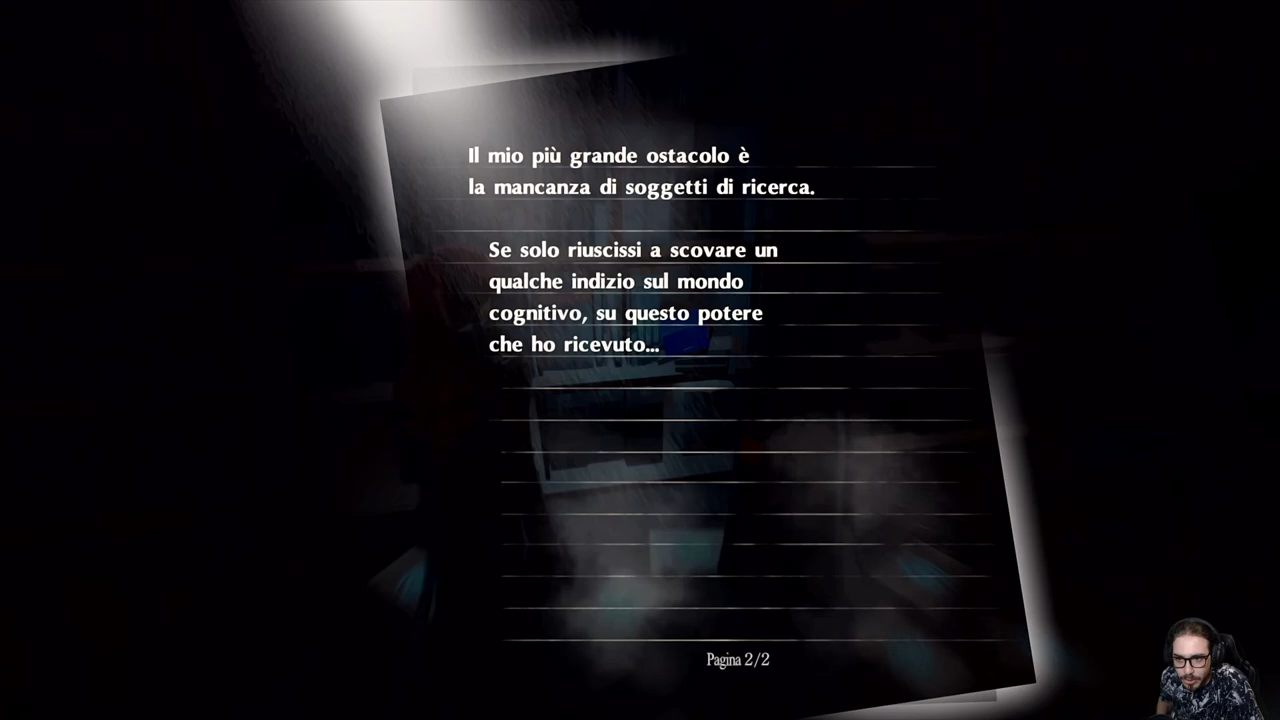 Il mio più grande ostacolo è
la mancanza di soggetti di ricerca.
Se solo riuscissi a scovare un
qualche indizio sul mondo
cognitivo, su questo potere
che ho ricevuto...
Pagina 2/2